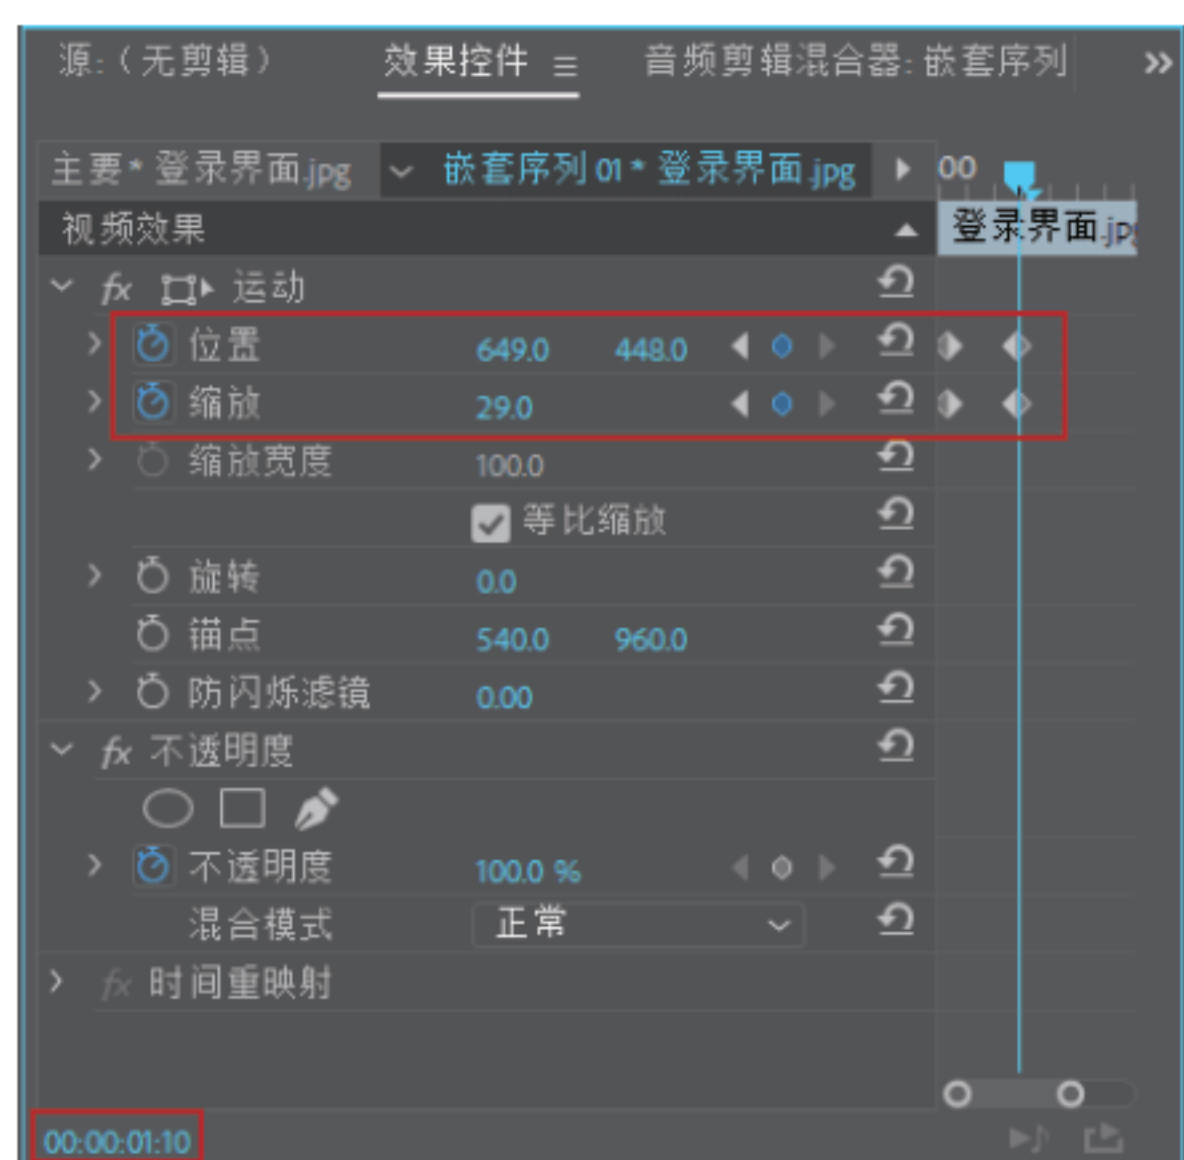 源:（无剪辑） 效果控件 音频剪辑混合器: 嵌套序列
主要* 登录界面.jpg 嵌套序列 01 * 登录界面.jpg 00
视频效果 登录界面.jpg
fx 运动
位置 649.0 448.0
缩放 29.0
缩放宽度 100.0
等比缩放
旋转 0.0
锚点 540.0 960.0
防闪烁滤镜 0.00
fx 不透明度
不透明度 100.0 %
混合模式 正常
fx 时间重映射
00:00:01:10